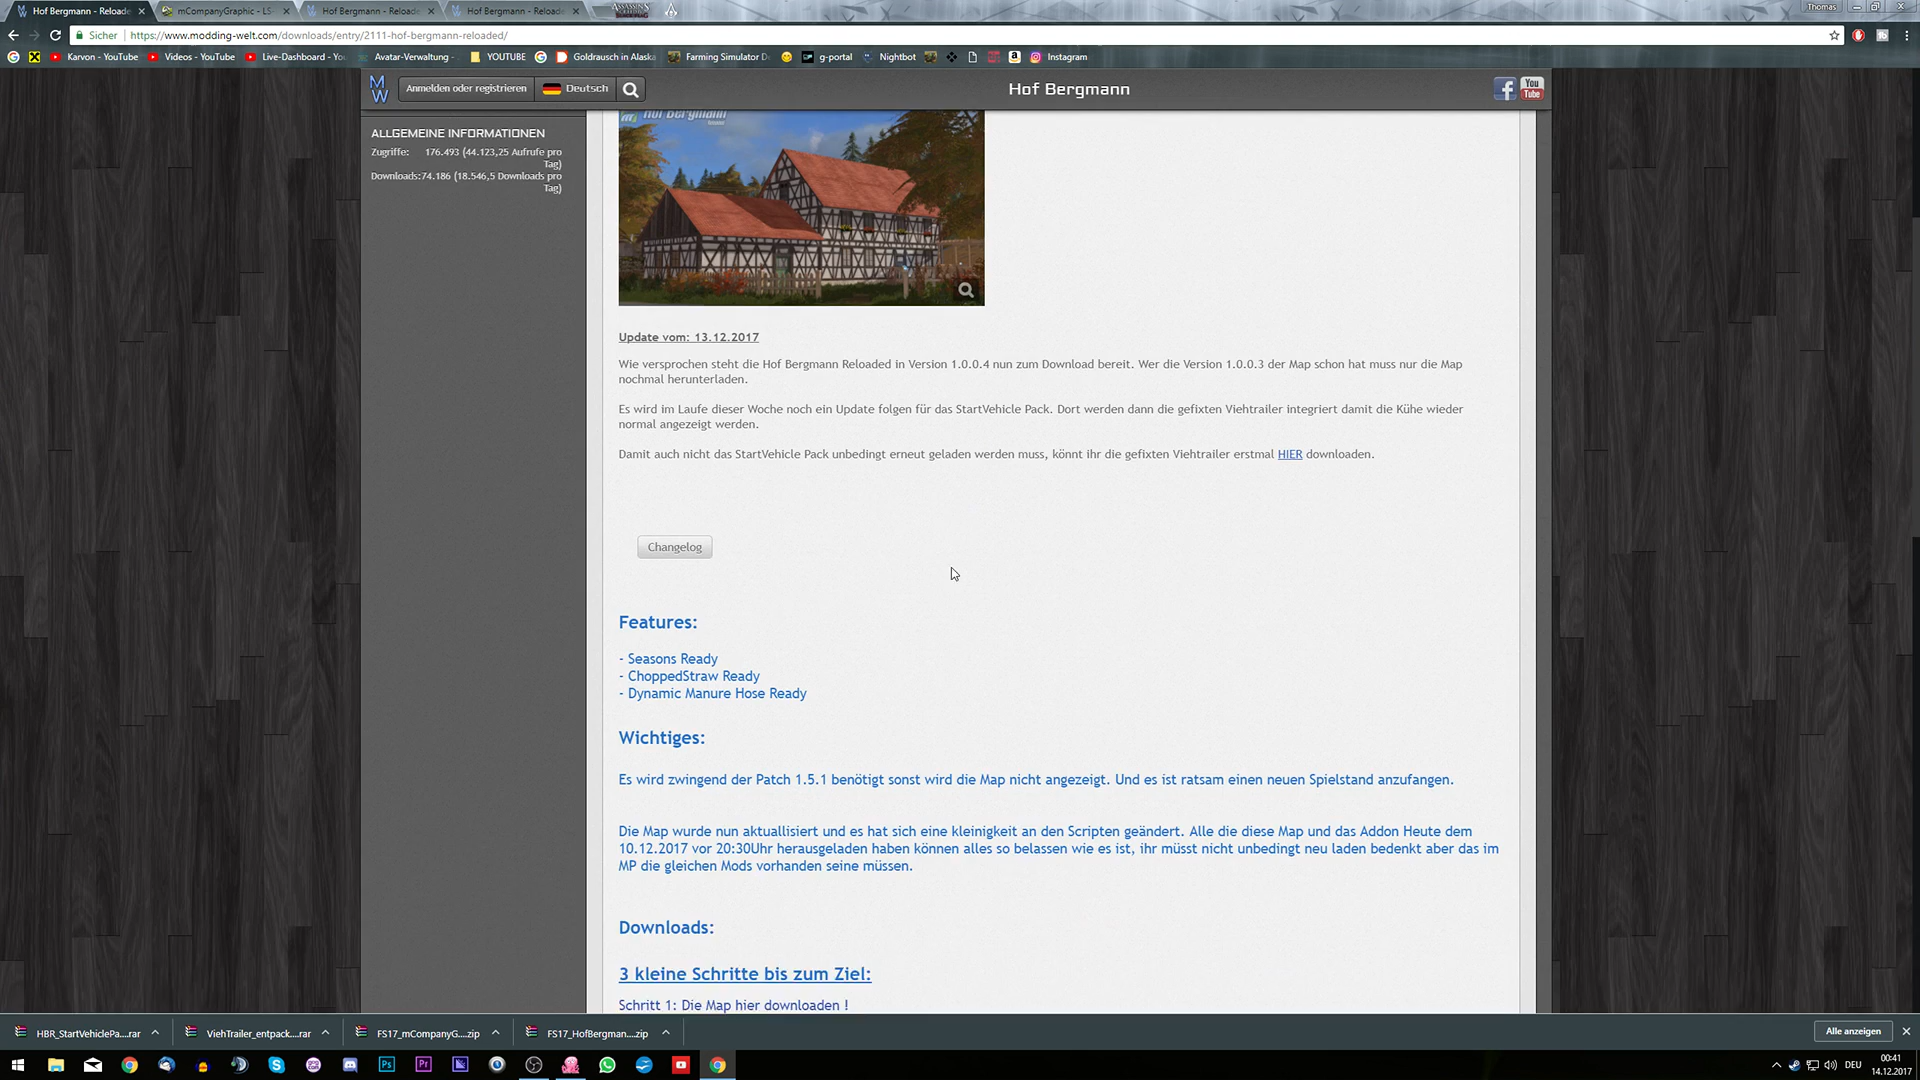 Hof Bergmann - Reloade
mCompanyGraphic - LS
Hof Bergmann - Reloade
Hof Bergmann - Reloade
Thomas
Sicher
https://www.modding-welt.com/downloads/entry/2111-hof-bergmann-reloaded/
Karvon - YouTube
Videos - YouTube
Live-Dashboard - You
Avatar-Verwaltung -
YOUTUBE
Goldrausch in Alaska
Farming Simulator D
g-portal
Nightbot
Instagram
MW
Anmelden oder registrieren
Deutsch
Hof Bergmann
You Tube
ALLGEMEINE INFORMATIONEN
Zugriffe: 176.493 (44.123,25 Aufrufe pro
Tag)
Downloads:74.186 (18.546,5 Downloads pro
Tag)
Hof Bergmann
Update vom: 13.12.2017
Wie versprochen steht die Hof Bergmann Reloaded in Version 1.0.0.4 nun zum Download bereit. Wer die Version 1.0.0.3 der Map schon hat muss nur die Map
nochmal herunterladen.
Es wird im Laufe dieser Woche noch ein Update folgen für das StartVehicle Pack. Dort werden dann die gefixten Viehtrailer integriert damit die Kühe wieder
normal angezeigt werden.
Damit auch nicht das StartVehicle Pack unbedingt erneut geladen werden muss, könnt ihr die gefixten Viehtrailer erstmal HIER downloaden.
Changelog
Features:
- Seasons Ready
- ChoppedStraw Ready
- Dynamic Manure Hose Ready
Wichtiges:
Es wird zwingend der Patch 1.5.1 benötigt sonst wird die Map nicht angezeigt. Und es ist ratsam einen neuen Spielstand anzufangen.
Die Map wurde nun aktuallisiert und es hat sich eine kleinigkeit an den Scripten geändert. Alle die diese Map und das Addon Heute dem
10.12.2017 vor 20:30Uhr herausgeladen haben können alles so belassen wie es ist, ihr müsst nicht unbedingt neu laden bedenkt aber das im
MP die gleichen Mods vorhanden seine müssen.
Downloads:
3 kleine Schritte bis zum Ziel:
Schritt 1: Die Map hier downloaden !
HBR_StartVehiclePa....rar
ViehTrailer_entpack....rar
FS17_mCompanyG....zip
FS17_HofBergman....zip
Alle anzeigen
DEU
00:41
14.12.2017